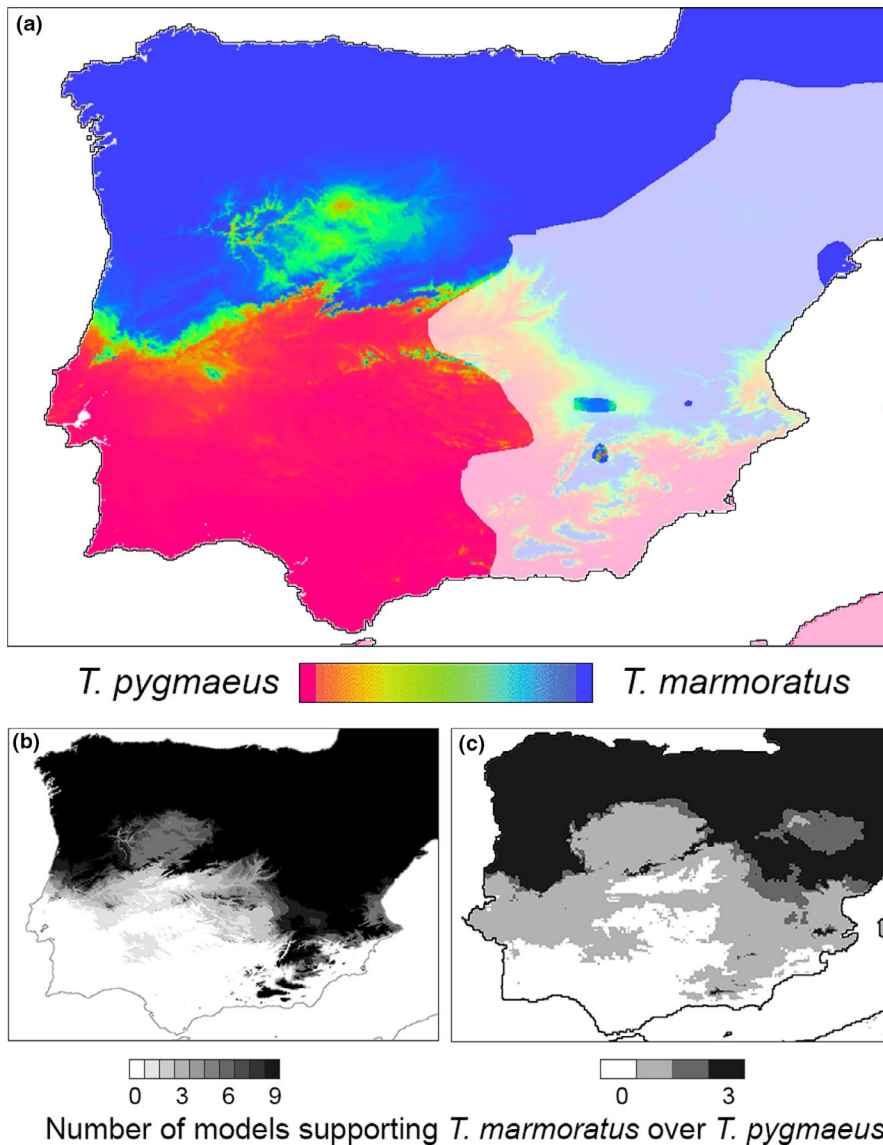 (a)
T. pygmaeus T. marmoratus
(b)
(c)
0 3 6 9
0 3
Number of models supporting T. marmoratus over T. pygmaeus